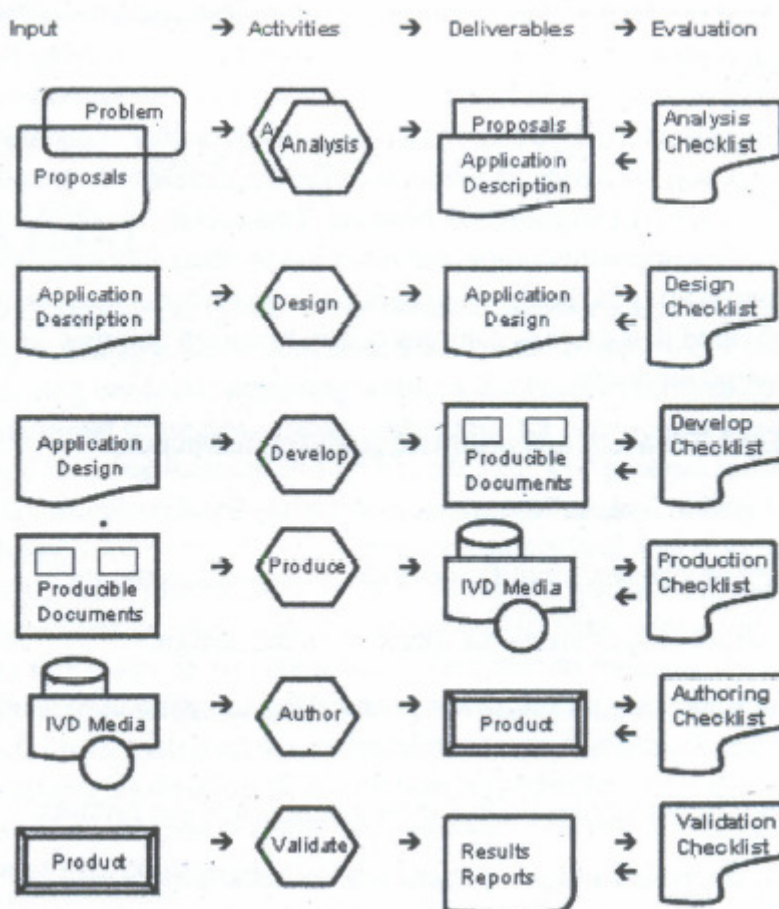 Input → Activities → Deliverables → Evaluation
Problem
Proposals
A
Analysis
Proposals
Application
Description
Analysis
Checklist
Application
Description
Design
Application
Design
Design
Checklist
Application
Design
Develop
Producible
Documents
Develop
Checklist
Producible
Documents
Produce
IVD Media
Production
Checklist
IVD Media
Author
Product
Authoring
Checklist
Product
Validate
Results
Reports
Validation
Checklist